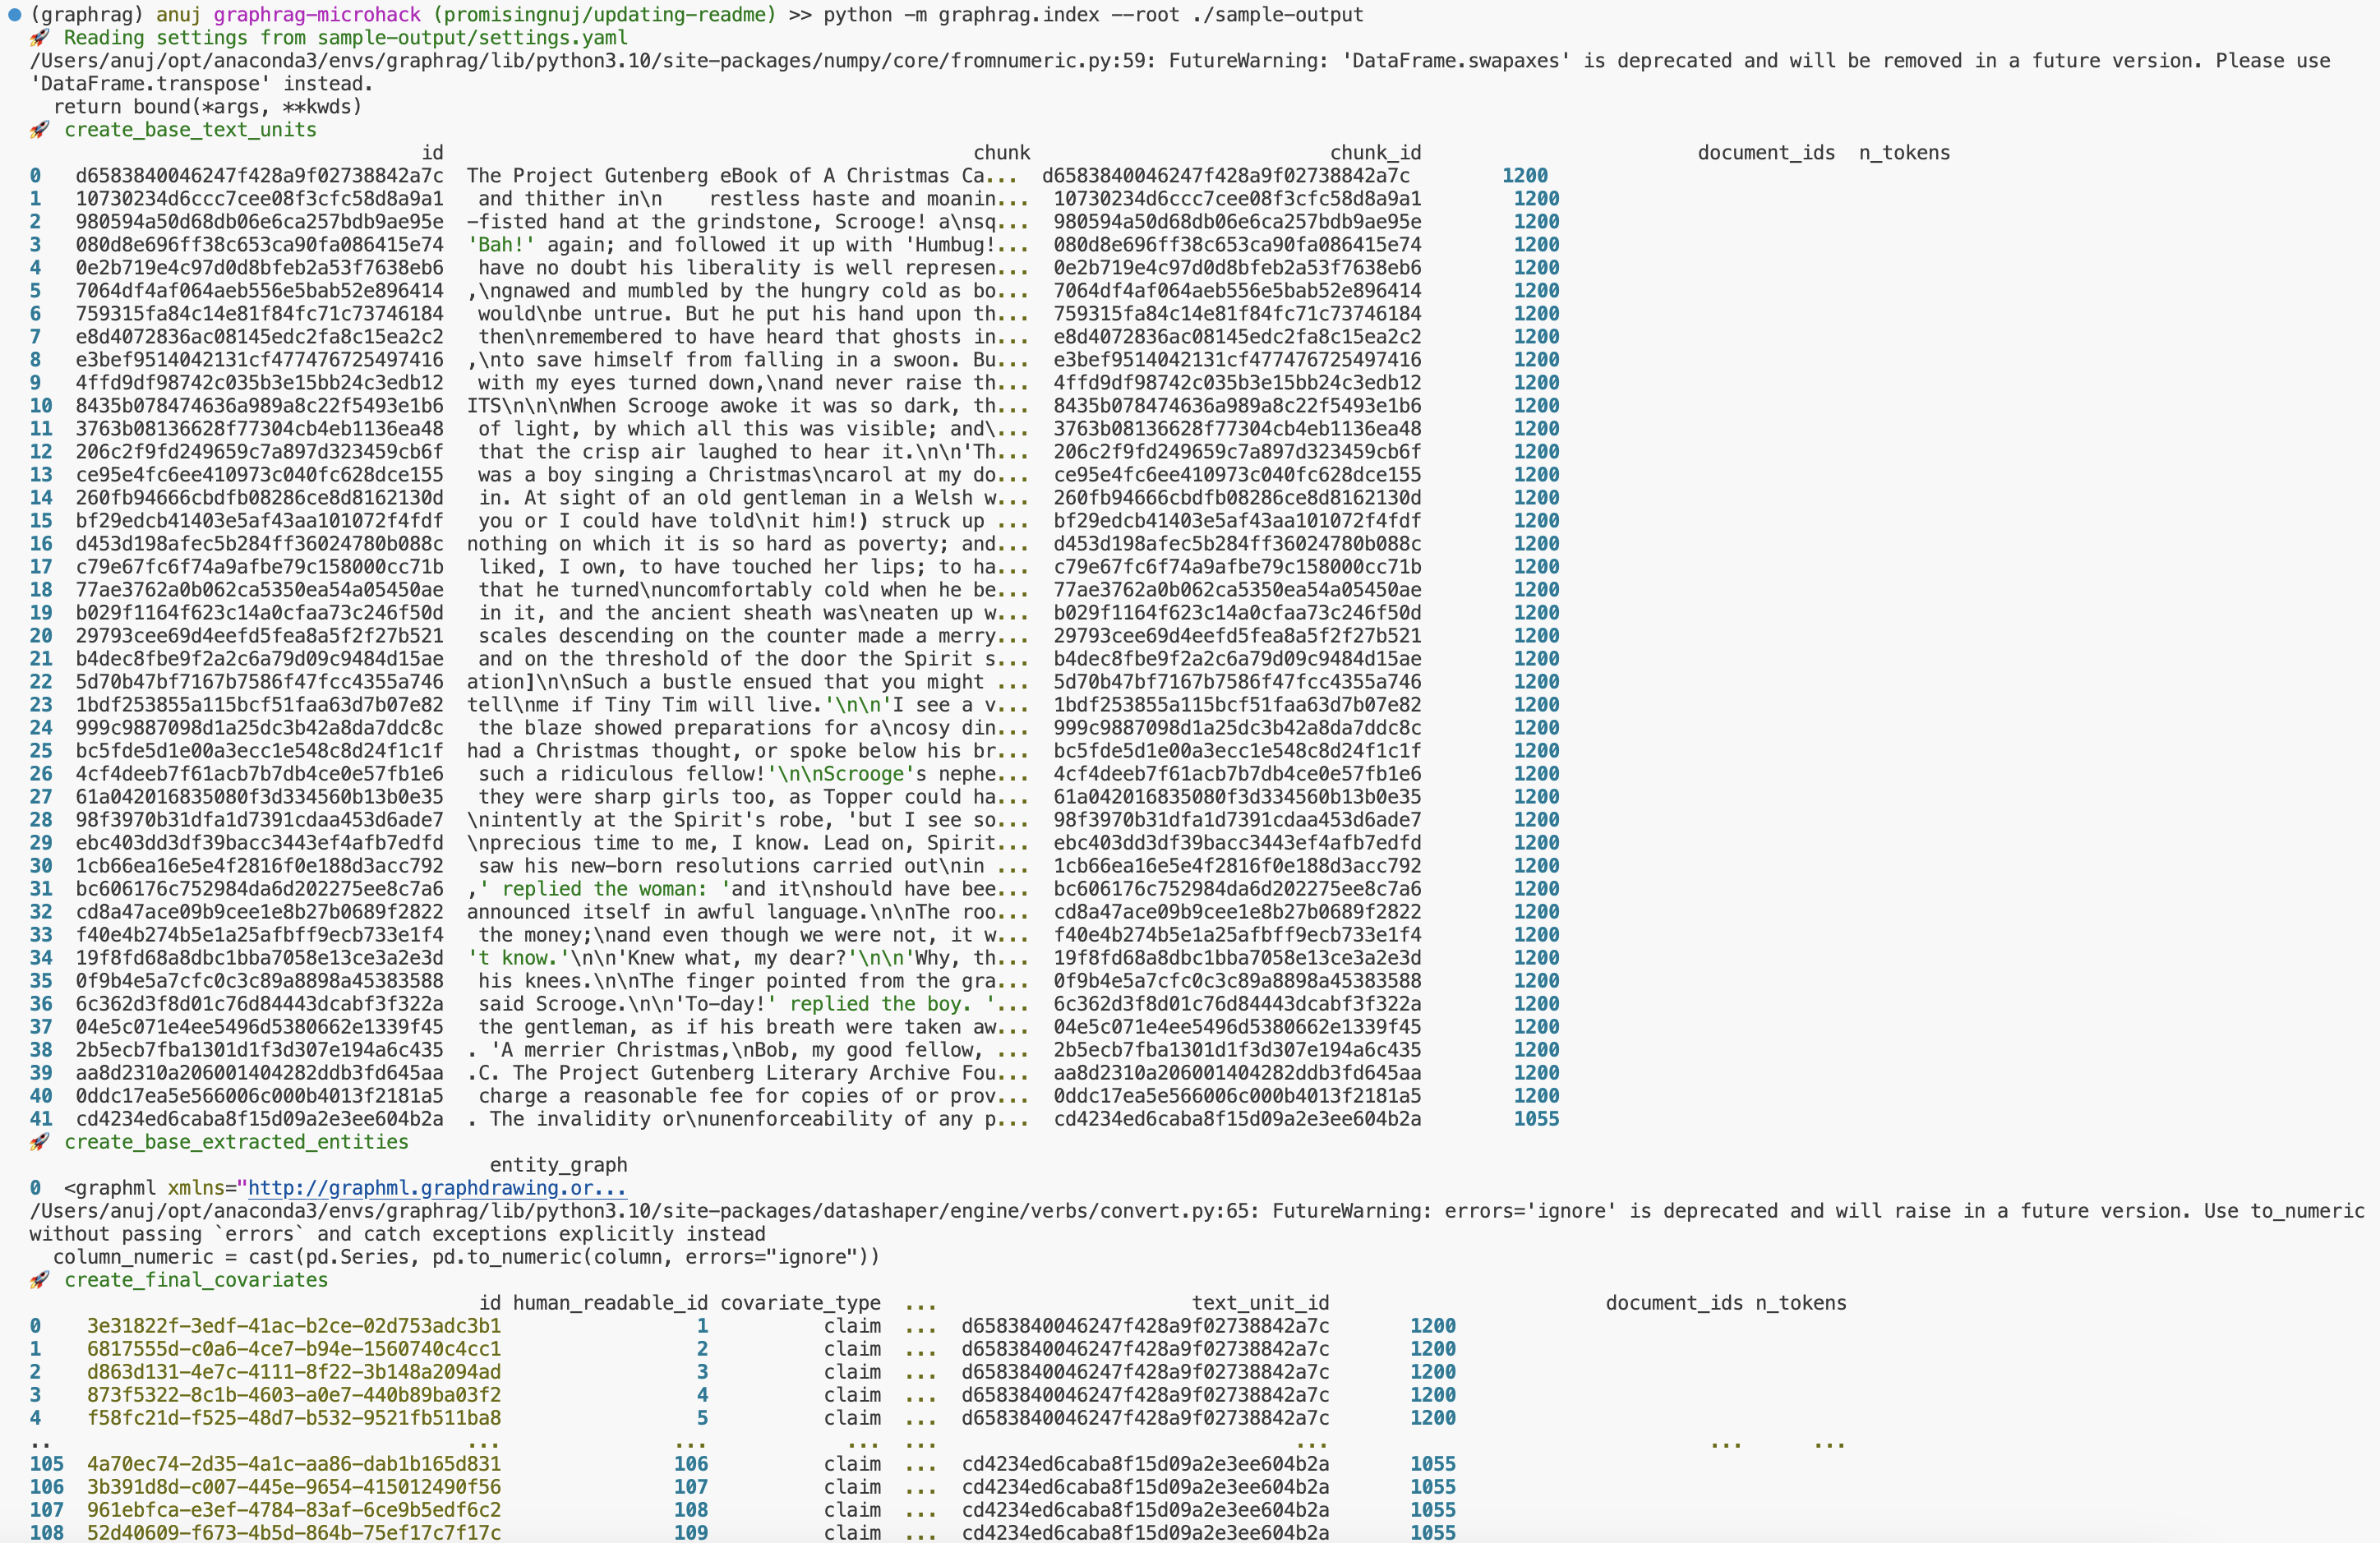 (graphrag) anuj graphrag-microhack (promisingnuj/updating-readme) >> python -m graphrag.index --root ./sample-output
🚀 Reading settings from sample-output/settings.yaml
/Users/anuj/opt/anaconda3/envs/graphrag/lib/python3.10/site-packages/numpy/core/fromnumeric.py:59: FutureWarning: 'DataFrame.swapaxes' is deprecated and will be removed in a future version. Please use
'DataFrame.transpose' instead.
  return bound(*args, **kwds)
🚀 create_base_text_units
id chunk chunk_id document_ids n_tokens
0 d6583840046247f428a9f02738842a7c The Project Gutenberg eBook of A Christmas Ca... d6583840046247f428a9f02738842a7c 1200
1 10730234d6ccc7cee08f3cfc58d8a9a1 and thither in\n    restless haste and moanin... 10730234d6ccc7cee08f3cfc58d8a9a1 1200
2 980594a50d68db06e6ca257bdb9ae95e -fisted hand at the grindstone, Scrooge! a\nsq... 980594a50d68db06e6ca257bdb9ae95e 1200
3 080d8e696ff38c653ca90fa086415e74 'Bah!' again; and followed it up with 'Humbug!... 080d8e696ff38c653ca90fa086415e74 1200
4 0e2b719e4c97d0d8bfeb2a53f7638eb6 have no doubt his liberality is well represen... 0e2b719e4c97d0d8bfeb2a53f7638eb6 1200
5 7064df4af064aeb556e5bab52e896414 ,\ngnawed and mumbled by the hungry cold as bo... 7064df4af064aeb556e5bab52e896414 1200
6 759315fa84c14e81f84fc71c73746184 would\nbe untrue. But he put his hand upon th... 759315fa84c14e81f84fc71c73746184 1200
7 e8d4072836ac08145edc2fa8c15ea2c2 then\nremembered to have heard that ghosts in... e8d4072836ac08145edc2fa8c15ea2c2 1200
8 e3bef9514042131cf477476725497416 ,\nto save himself from falling in a swoon. Bu... e3bef9514042131cf477476725497416 1200
9 4ffd9df98742c035b3e15bb24c3edb12 with my eyes turned down,\nand never raise th... 4ffd9df98742c035b3e15bb24c3edb12 1200
10 8435b078474636a989a8c22f5493e1b6 ITS\n\n\nWhen Scrooge awoke it was so dark, th... 8435b078474636a989a8c22f5493e1b6 1200
11 3763b08136628f77304cb4eb1136ea48 of light, by which all this was visible; and\... 3763b08136628f77304cb4eb1136ea48 1200
12 206c2f9fd249659c7a897d323459cb6f that the crisp air laughed to hear it.\n\n'Th... 206c2f9fd249659c7a897d323459cb6f 1200
13 ce95e4fc6ee410973c040fc628dce155 was a boy singing a Christmas\ncarol at my do... ce95e4fc6ee410973c040fc628dce155 1200
14 260fb94666cbdfb08286ce8d8162130d in. At sight of an old gentleman in a Welsh w... 260fb94666cbdfb08286ce8d8162130d 1200
15 bf29edcb41403e5af43aa101072f4fdf you or I could have told\nit him!) struck up ... bf29edcb41403e5af43aa101072f4fdf 1200
16 d453d198afec5b284ff36024780b088c nothing on which it is so hard as poverty; and... d453d198afec5b284ff36024780b088c 1200
17 c79e67fc6f74a9afbe79c158000cc71b liked, I own, to have touched her lips; to ha... c79e67fc6f74a9afbe79c158000cc71b 1200
18 77ae3762a0b062ca5350ea54a05450ae that he turned\nuncomfortably cold when he be... 77ae3762a0b062ca5350ea54a05450ae 1200
19 b029f1164f623c14a0cfaa73c246f50d in it, and the ancient sheath was\neaten up w... b029f1164f623c14a0cfaa73c246f50d 1200
20 29793cee69d4eefd5fea8a5f2f27b521 scales descending on the counter made a merry... 29793cee69d4eefd5fea8a5f2f27b521 1200
21 b4dec8fbe9f2a2c6a79d09c9484d15ae and on the threshold of the door the Spirit s... b4dec8fbe9f2a2c6a79d09c9484d15ae 1200
22 5d70b47bf7167b7586f47fcc4355a746 ation]\n\nSuch a bustle ensued that you might ... 5d70b47bf7167b7586f47fcc4355a746 1200
23 1bdf253855a115bcf51faa63d7b07e82 tell\nme if Tiny Tim will live.'\n\n'I see a v... 1bdf253855a115bcf51faa63d7b07e82 1200
24 999c9887098d1a25dc3b42a8da7ddc8c the blaze showed preparations for a\ncosy din... 999c9887098d1a25dc3b42a8da7ddc8c 1200
25 bc5fde5d1e00a3ecc1e548c8d24f1c1f had a Christmas thought, or spoke below his br... bc5fde5d1e00a3ecc1e548c8d24f1c1f 1200
26 4cf4deeb7f61acb7b7db4ce0e57fb1e6 such a ridiculous fellow!'\n\nScrooge's nephe... 4cf4deeb7f61acb7b7db4ce0e57fb1e6 1200
27 61a042016835080f3d334560b13b0e35 they were sharp girls too, as Topper could ha... 61a042016835080f3d334560b13b0e35 1200
28 98f3970b31dfa1d7391cdaa453d6ade7 \nintently at the Spirit's robe, 'but I see so... 98f3970b31dfa1d7391cdaa453d6ade7 1200
29 ebc403dd3df39bacc3443ef4afb7edfd \nprecious time to me, I know. Lead on, Spirit... ebc403dd3df39bacc3443ef4afb7edfd 1200
30 1cb66ea16e5e4f2816f0e188d3acc792 saw his new-born resolutions carried out\nin ... 1cb66ea16e5e4f2816f0e188d3acc792 1200
31 bc606176c752984da6d202275ee8c7a6 ,' replied the woman: 'and it\nshould have bee... bc606176c752984da6d202275ee8c7a6 1200
32 cd8a47ace09b9cee1e8b27b0689f2822 announced itself in awful language.\n\nThe roo... cd8a47ace09b9cee1e8b27b0689f2822 1200
33 f40e4b274b5e1a25afbff9ecb733e1f4 the money;\nand even though we were not, it w... f40e4b274b5e1a25afbff9ecb733e1f4 1200
34 19f8fd68a8dbc1bba7058e13ce3a2e3d 't know.'\n\n'Knew what, my dear?'\n\n'Why, th... 19f8fd68a8dbc1bba7058e13ce3a2e3d 1200
35 0f9b4e5a7cfc0c3c89a8898a45383588 his knees.\n\nThe finger pointed from the gra... 0f9b4e5a7cfc0c3c89a8898a45383588 1200
36 6c362d3f8d01c76d84443dcabf3f322a said Scrooge.\n\n'To-day!' replied the boy. '... 6c362d3f8d01c76d84443dcabf3f322a 1200
37 04e5c071e4ee5496d5380662e1339f45 the gentleman, as if his breath were taken aw... 04e5c071e4ee5496d5380662e1339f45 1200
38 2b5ecb7fba1301d1f3d307e194a6c435 . 'A merrier Christmas,\nBob, my good fellow, ... 2b5ecb7fba1301d1f3d307e194a6c435 1200
39 aa8d2310a206001404282ddb3fd645aa .C. The Project Gutenberg Literary Archive Fou... aa8d2310a206001404282ddb3fd645aa 1200
40 0ddc17ea5e566006c000b4013f2181a5 charge a reasonable fee for copies of or prov... 0ddc17ea5e566006c000b4013f2181a5 1200
41 cd4234ed6caba8f15d09a2e3ee604b2a . The invalidity or\nunenforceability of any p... cd4234ed6caba8f15d09a2e3ee604b2a 1055
🚀 create_base_extracted_entities
entity_graph
0 <graphml xmlns="http://graphml.graphdrawing.or...
/Users/anuj/opt/anaconda3/envs/graphrag/lib/python3.10/site-packages/datashaper/engine/verbs/convert.py:65: FutureWarning: errors='ignore' is deprecated and will raise in a future version. Use to_numeric
without passing `errors` and catch exceptions explicitly instead
  column_numeric = cast(pd.Series, pd.to_numeric(column, errors="ignore"))
🚀 create_final_covariates
id human_readable_id covariate_type ... text_unit_id document_ids n_tokens
0 3e31822f-3edf-41ac-b2ce-02d753adc3b1 1 claim ... d6583840046247f428a9f02738842a7c 1200
1 6817555d-c0a6-4ce7-b94e-1560740c4cc1 2 claim ... d6583840046247f428a9f02738842a7c 1200
2 d863d131-4e7c-4111-8f22-3b148a2094ad 3 claim ... d6583840046247f428a9f02738842a7c 1200
3 873f5322-8c1b-4603-a0e7-440b89ba03f2 4 claim ... d6583840046247f428a9f02738842a7c 1200
4 f58fc21d-f525-48d7-b532-9521fb511ba8 5 claim ... d6583840046247f428a9f02738842a7c 1200
.. ... ... ... ... ... ... ...
105 4a70ec74-2d35-4a1c-aa86-dab1b165d831 106 claim ... cd4234ed6caba8f15d09a2e3ee604b2a 1055
106 3b391d8d-c007-445e-9654-415012490f56 107 claim ... cd4234ed6caba8f15d09a2e3ee604b2a 1055
107 961ebfca-e3ef-4784-83af-6ce9b5edf6c2 108 claim ... cd4234ed6caba8f15d09a2e3ee604b2a 1055
108 52d40609-f673-4b5d-864b-75ef17c7f17c 109 claim ... cd4234ed6caba8f15d09a2e3ee604b2a 1055